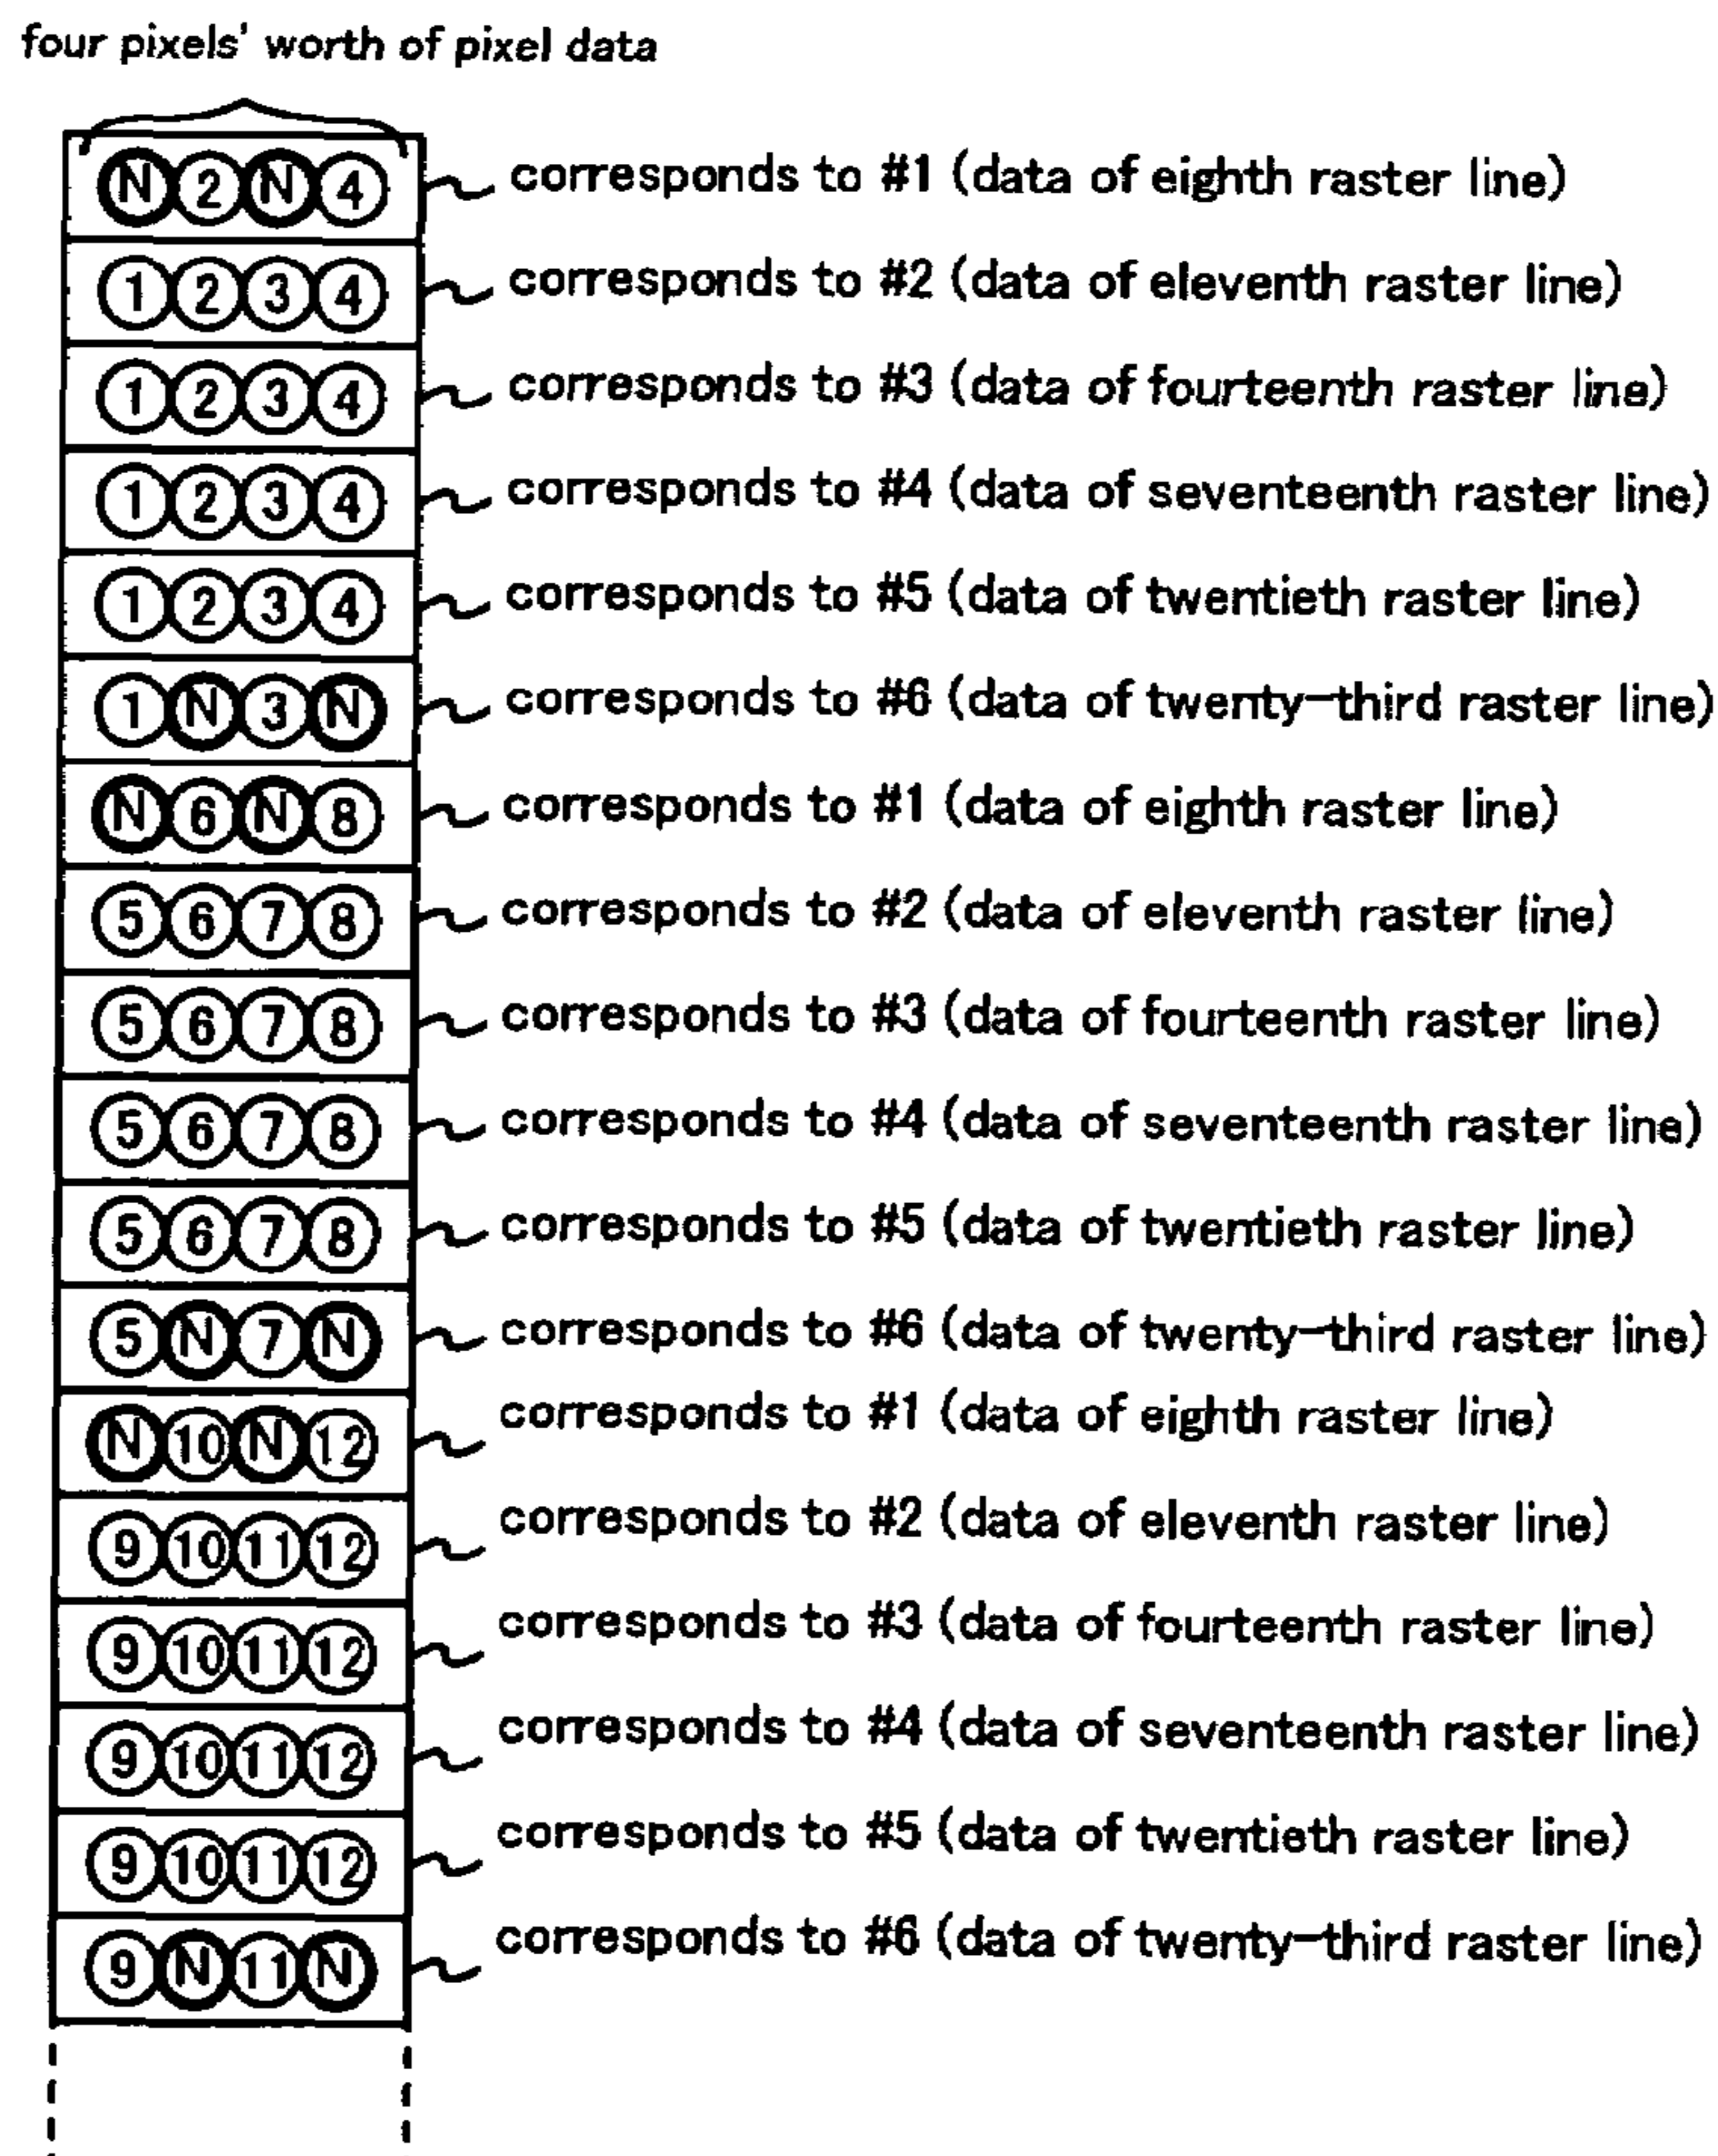 four pixels' worth of pixel data
N 2 N 4 corresponds to #1 (data of eighth raster line)
1 2 3 4 corresponds to #2 (data of eleventh raster line)
1 2 3 4 corresponds to #3 (data of fourteenth raster line)
1 2 3 4 corresponds to #4 (data of seventeenth raster line)
1 2 3 4 corresponds to #5 (data of twentieth raster line)
1 N 3 N corresponds to #6 (data of twenty-third raster line)
N 6 N 8 corresponds to #1 (data of eighth raster line)
5 6 7 8 corresponds to #2 (data of eleventh raster line)
5 6 7 8 corresponds to #3 (data of fourteenth raster line)
5 6 7 8 corresponds to #4 (data of seventeenth raster line)
5 6 7 8 corresponds to #5 (data of twentieth raster line)
5 N 7 N corresponds to #6 (data of twenty-third raster line)
N 10 N 12 corresponds to #1 (data of eighth raster line)
9 10 11 12 corresponds to #2 (data of eleventh raster line)
9 10 11 12 corresponds to #3 (data of fourteenth raster line)
9 10 11 12 corresponds to #4 (data of seventeenth raster line)
9 10 11 12 corresponds to #5 (data of twentieth raster line)
9 N 11 N corresponds to #6 (data of twenty-third raster line)